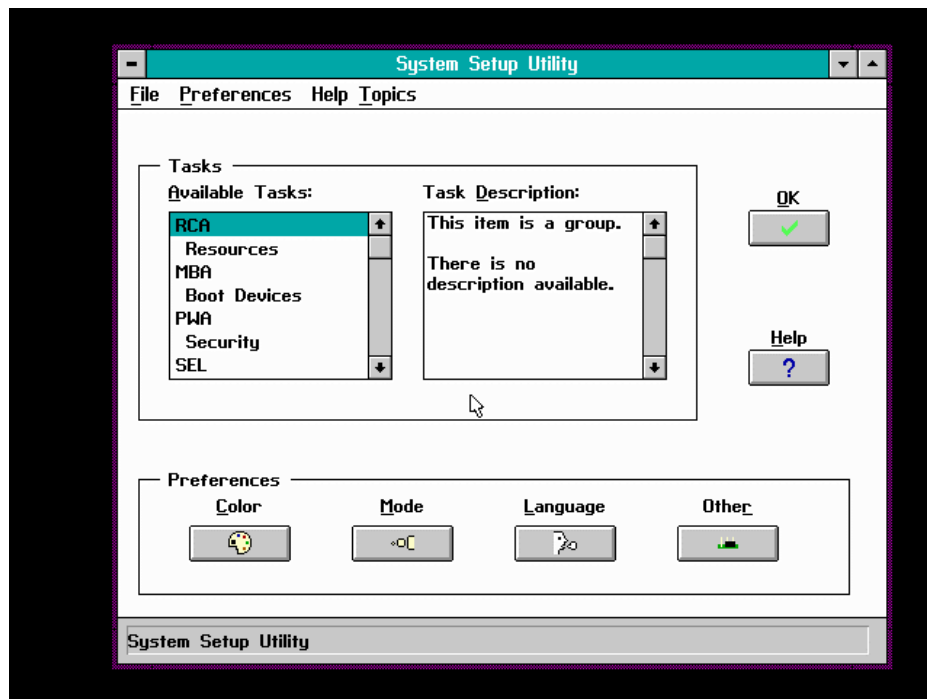 System Setup Utility
File Preferences Help Topics
Tasks
Available Tasks:
RCA
Resources
MBA
Boot Devices
PWA
Security
SEL
Task Description:
This item is a group.
There is no
description available.
OK
Help
?
Preferences
Color Mode Language Other
System Setup Utility